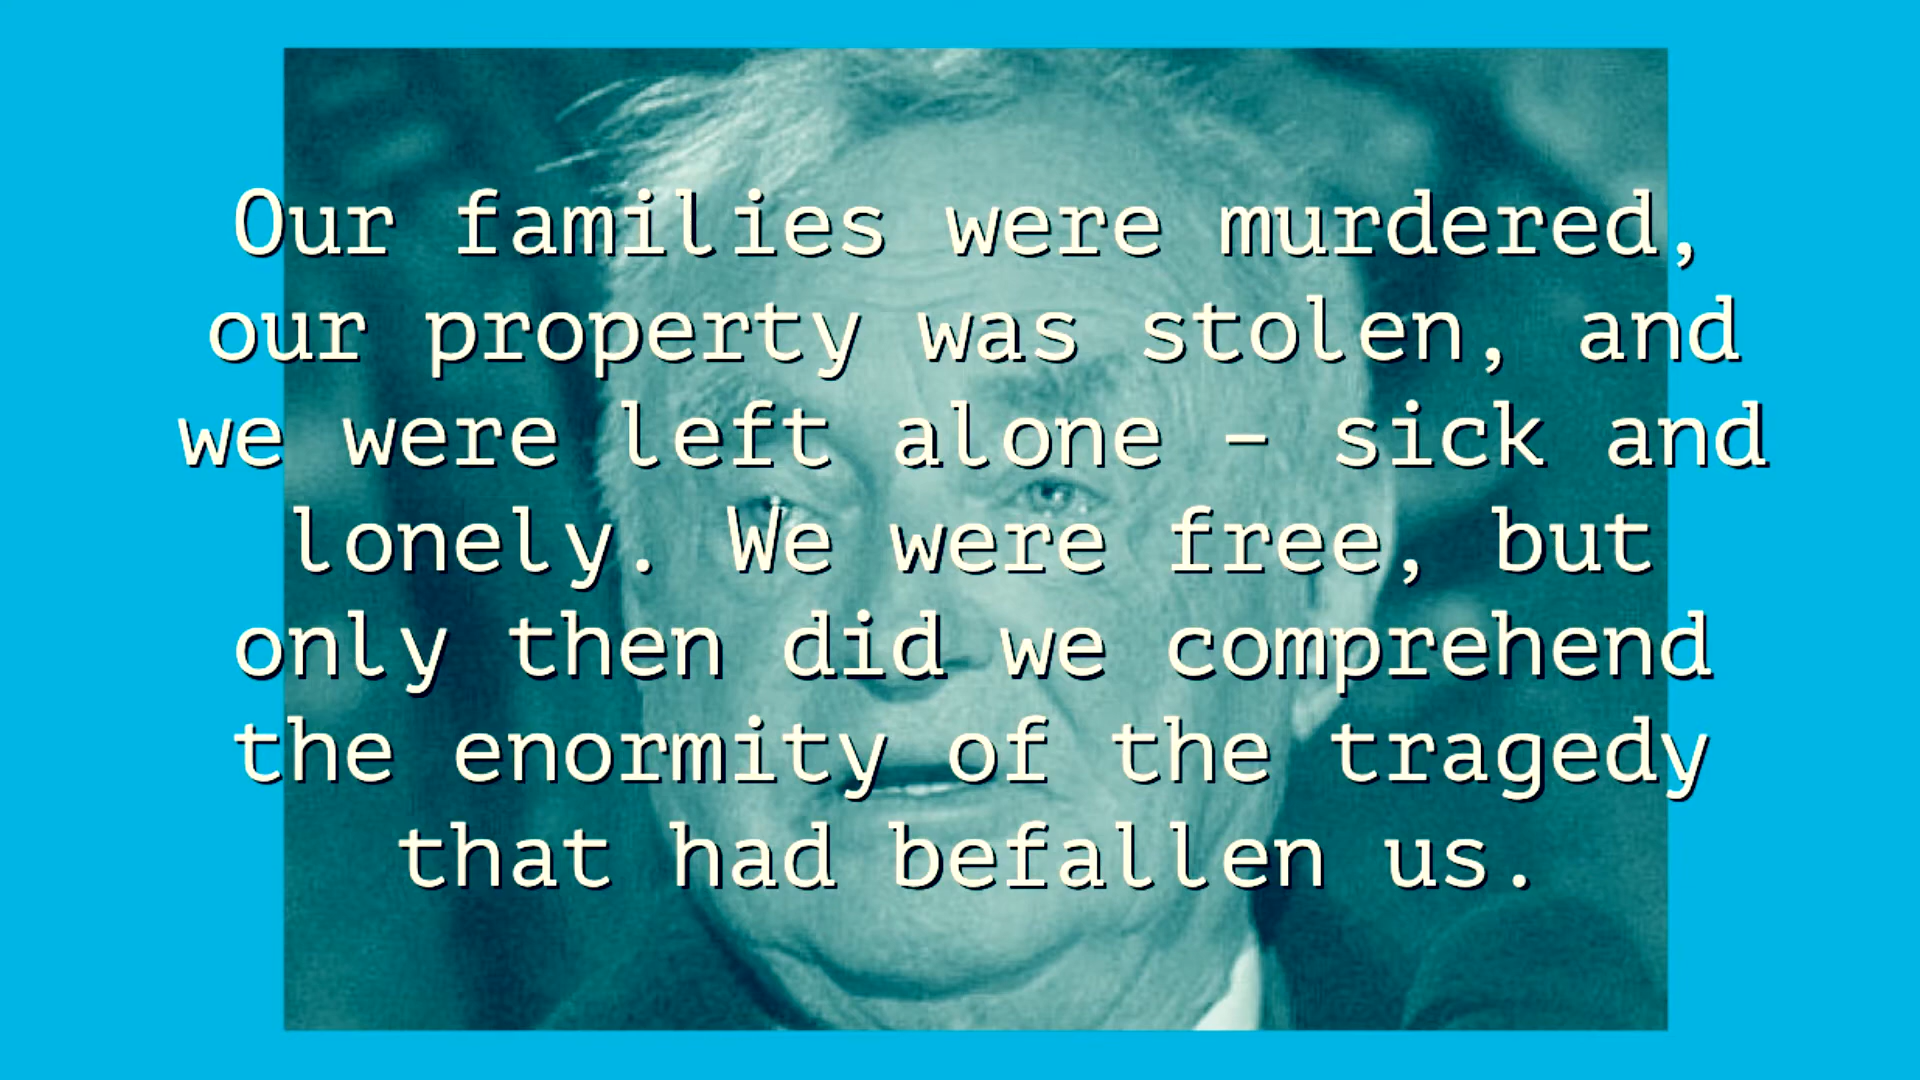 Our families were murdered,
our property was stolen, and
we were left alone – sick and
lonely. We were free, but
only then did we comprehend
the enormity of the tragedy
that had befallen us.